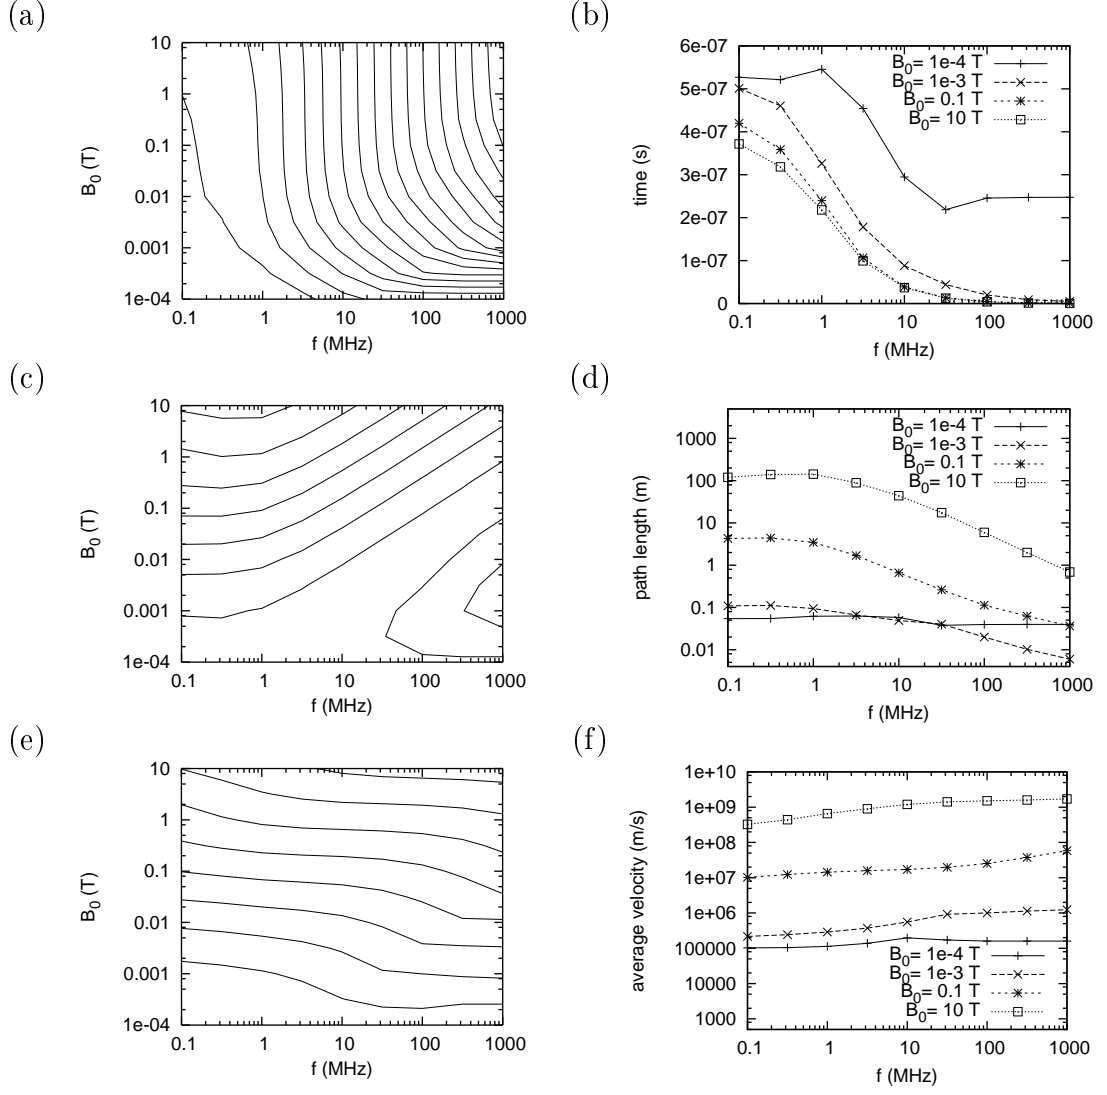 (a)
10
1
0.1
0.01
0.001
1e-04
B0 (T)
0.1 1 10 100 1000
f (MHz)
(b)
6e-07
5e-07
4e-07
3e-07
2e-07
1e-07
0
time (s)
B0= 1e-4 T
B0= 1e-3 T
B0= 0.1 T
B0= 10 T
0.1 1 10 100 1000
f (MHz)
(c)
10
1
0.1
0.01
0.001
1e-04
B0 (T)
0.1 1 10 100 1000
f (MHz)
(d)
1000
100
10
1
0.1
0.01
path length (m)
B0= 1e-4 T
B0= 1e-3 T
B0= 0.1 T
B0= 10 T
0.1 1 10 100 1000
f (MHz)
(e)
10
1
0.1
0.01
0.001
1e-04
B0 (T)
0.1 1 10 100 1000
f (MHz)
(f)
1e+10
1e+09
1e+08
1e+07
1e+06
100000
10000
1000
average velocity (m/s)
B0= 1e-4 T
B0= 1e-3 T
B0= 0.1 T
B0= 10 T
0.1 1 10 100 1000
f (MHz)